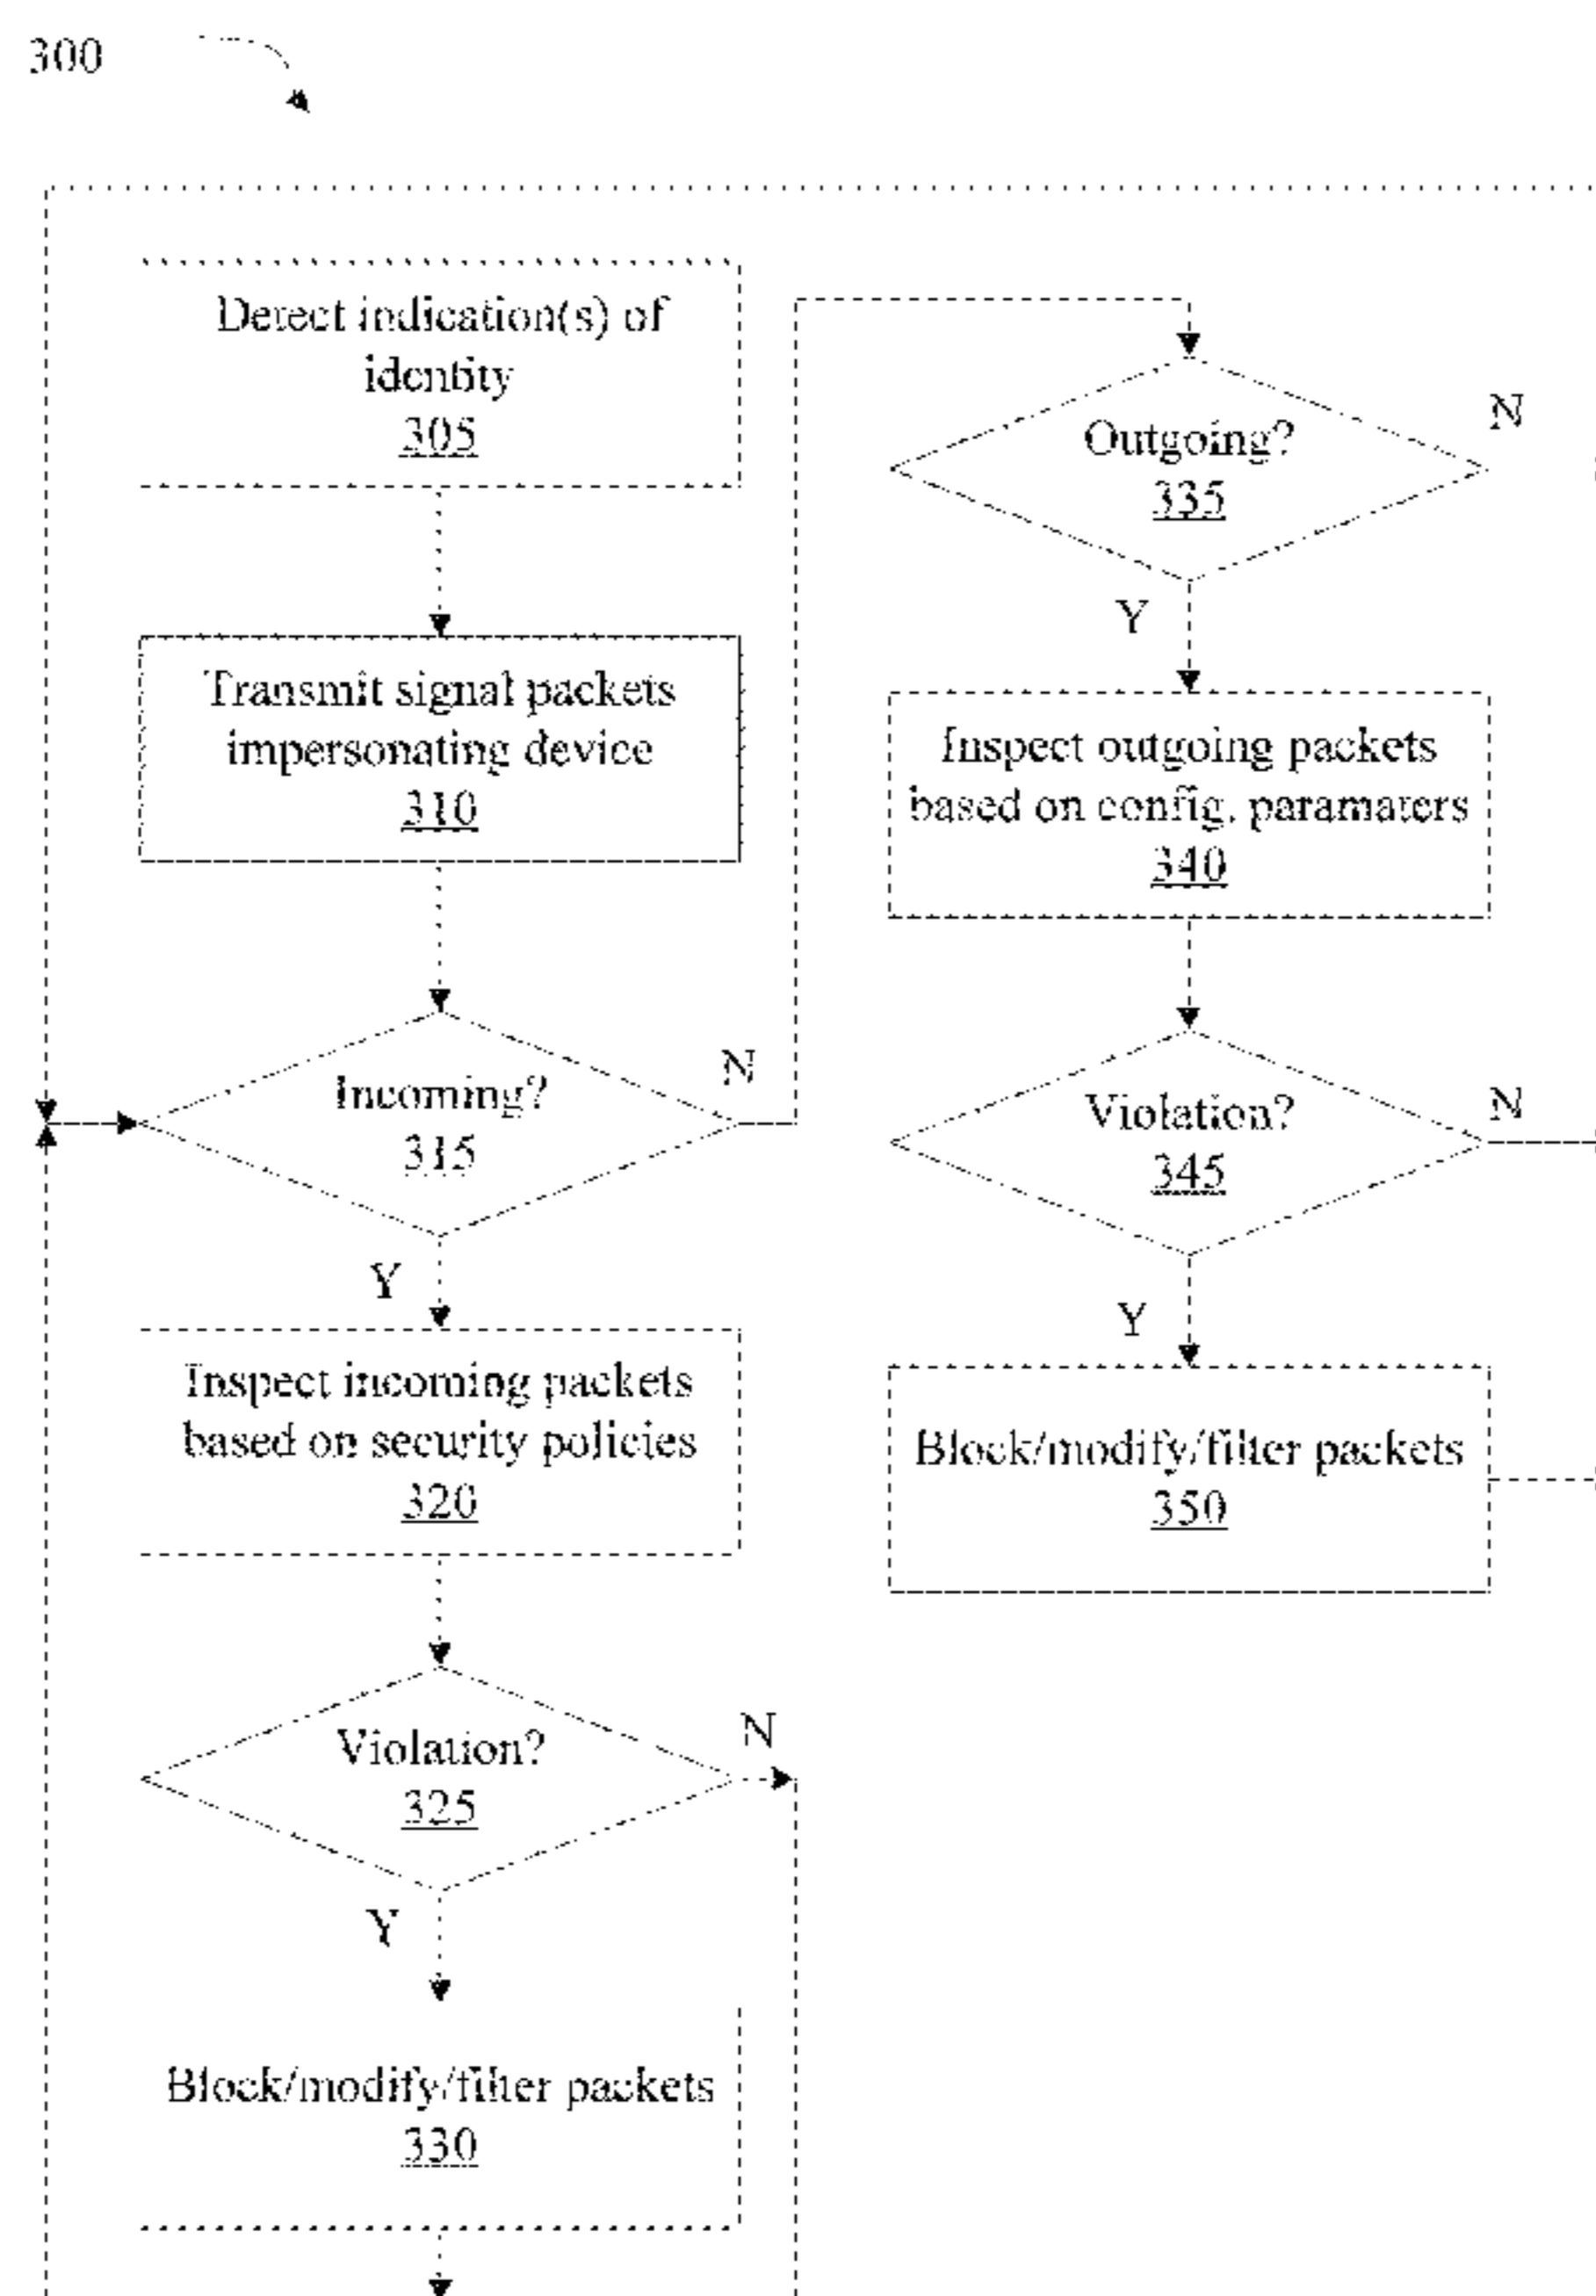 300
Detect indication(s) of
identity
305
Transmit signal packets
impersonating device
310
Incoming?
315
N
Y
Inspect incoming packets
based on security policies
320
Violation?
325
N
Y
Block/modify/filter packets
330
Outgoing?
335
N
Y
Inspect outgoing packets
based on config. paramaters
340
Violation?
345
N
Y
Block/modify/filter packets
350